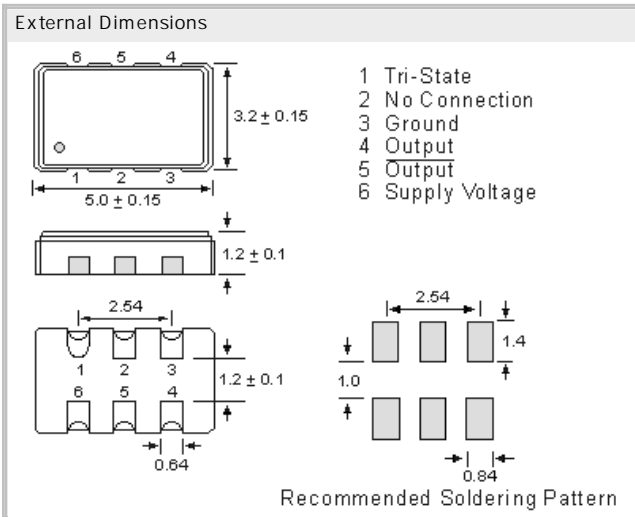 External Dimensions
6 5 4
1 2 3
3.2 ± 0.15
5.0 ± 0.15
1 Tri-State
2 No Connection
3 Ground
4 Output
5 O̅u̅t̅p̅u̅t̅
6 Supply Voltage
1.2 ± 0.1
2.54
1 2 3
6 5 4
1.2 ± 0.1
0.64
2.54
1.4
1.0
0.84
Recommended Soldering Pattern